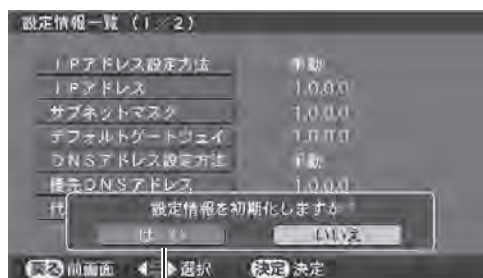 設定情報一覧（1／2）
IPアドレス設定方法 手動
IPアドレス 1.0.0.0
サブネットマスク 1.0.0.0
デフォルトゲートウェイ 1.0.0.0
DNSアドレス設定方法 手動
優先DNSアドレス 1.0.0.0
代
設定情報を初期化しますか？
はい いいえ
戻る 前画面 選択 決定 決定